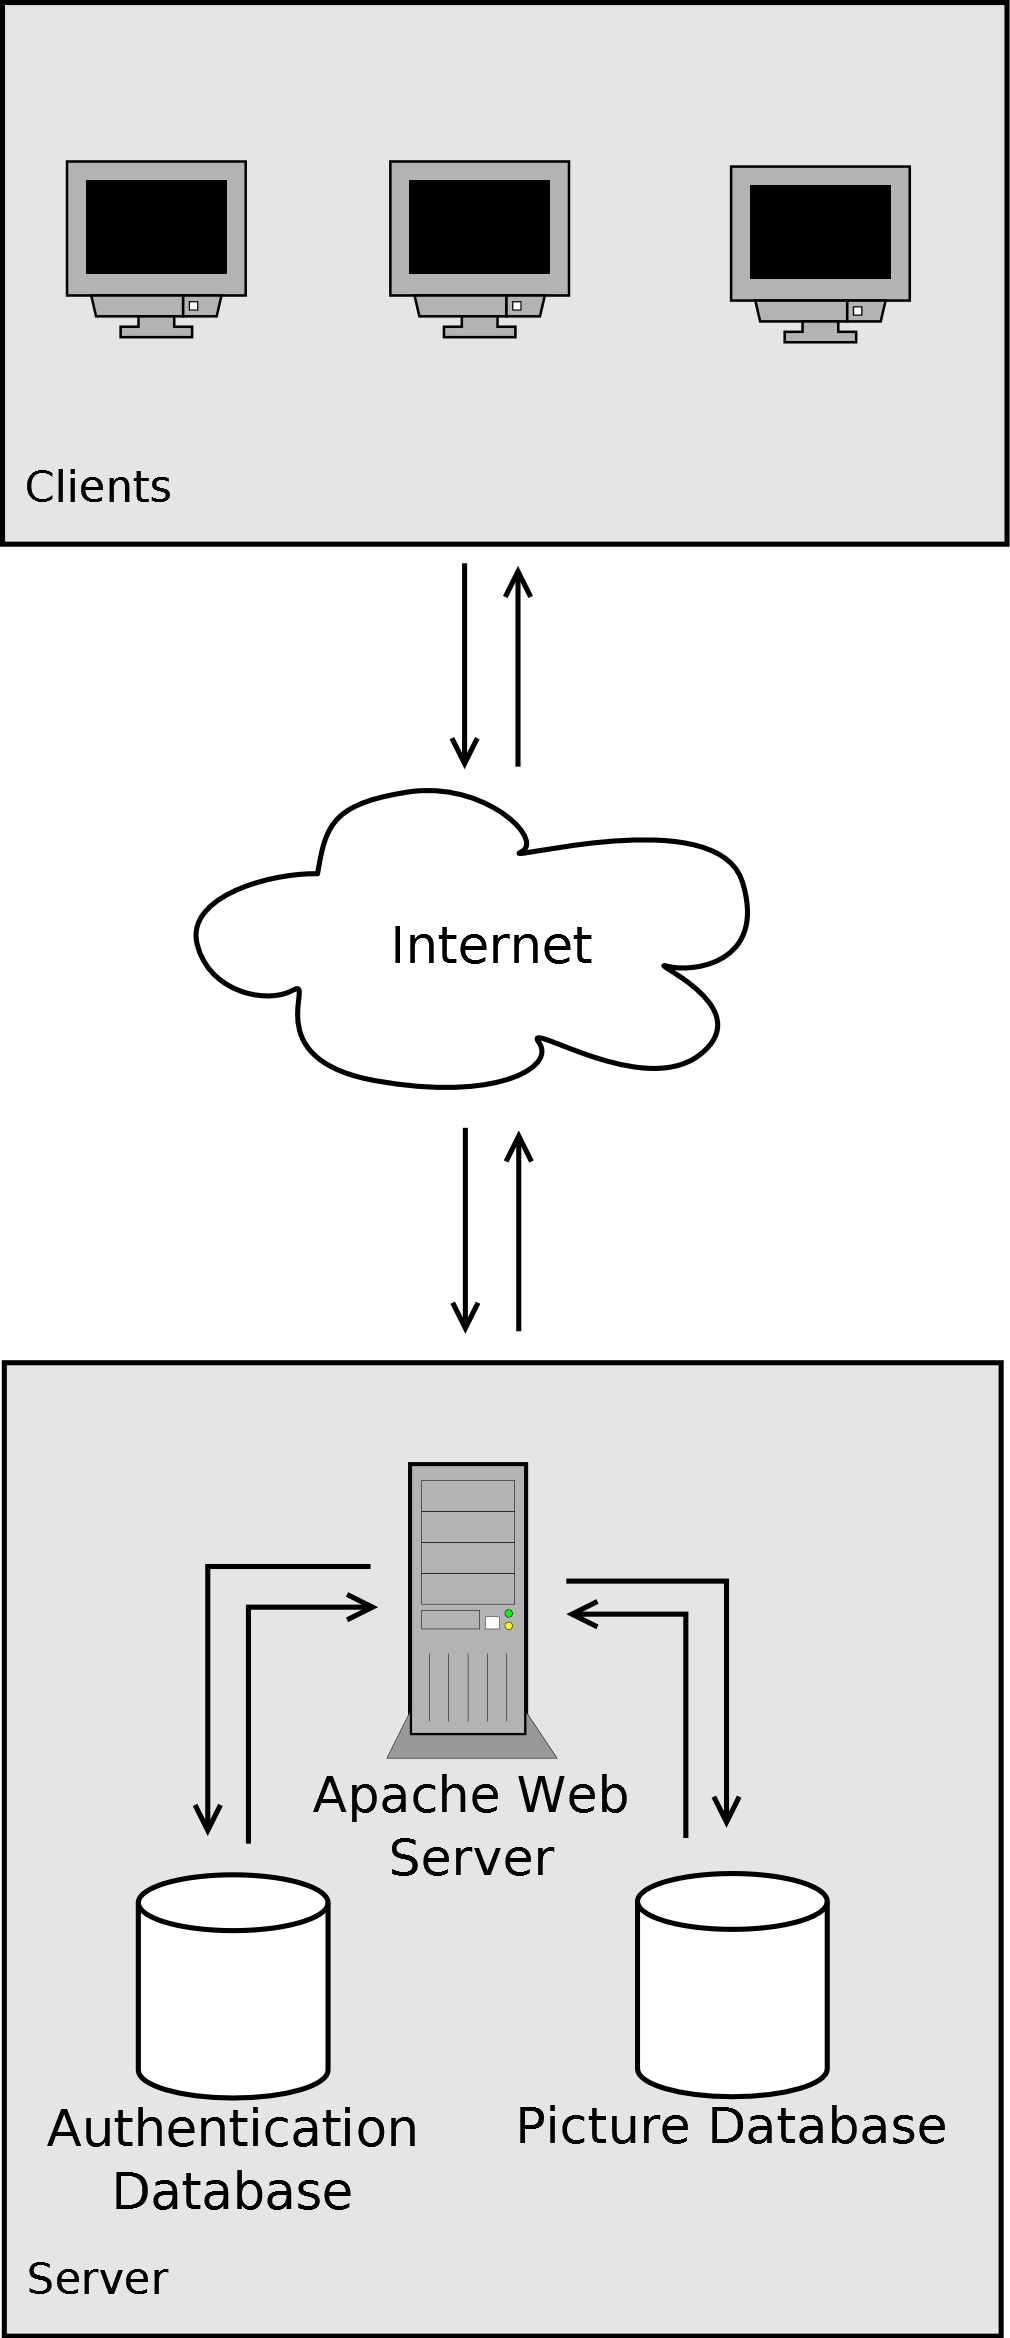 Clients
Internet
Apache Web
Server
Authentication
Database
Picture Database
Server